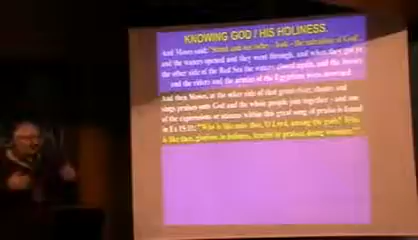 KNOWING GOD / HIS HOLINESS.
And Moses said: "Stand and see today - look - the salvation of God".
and the waters opened and they went through, and when they got to
the other side of the Red Sea the waters closed again, and the horses
and the riders and the armies of the Egyptians were drowned.
And then Moses, at the other side of that great river, shouts and
sings praises unto God and the whole people join together - and one
of the expressions or stanzas within that great song of praise is found
in Ex 15:11: "Who is like unto thee, O Lord, among the gods? Who
is like thee, glorious in holiness, fearful in praises, doing wonders."